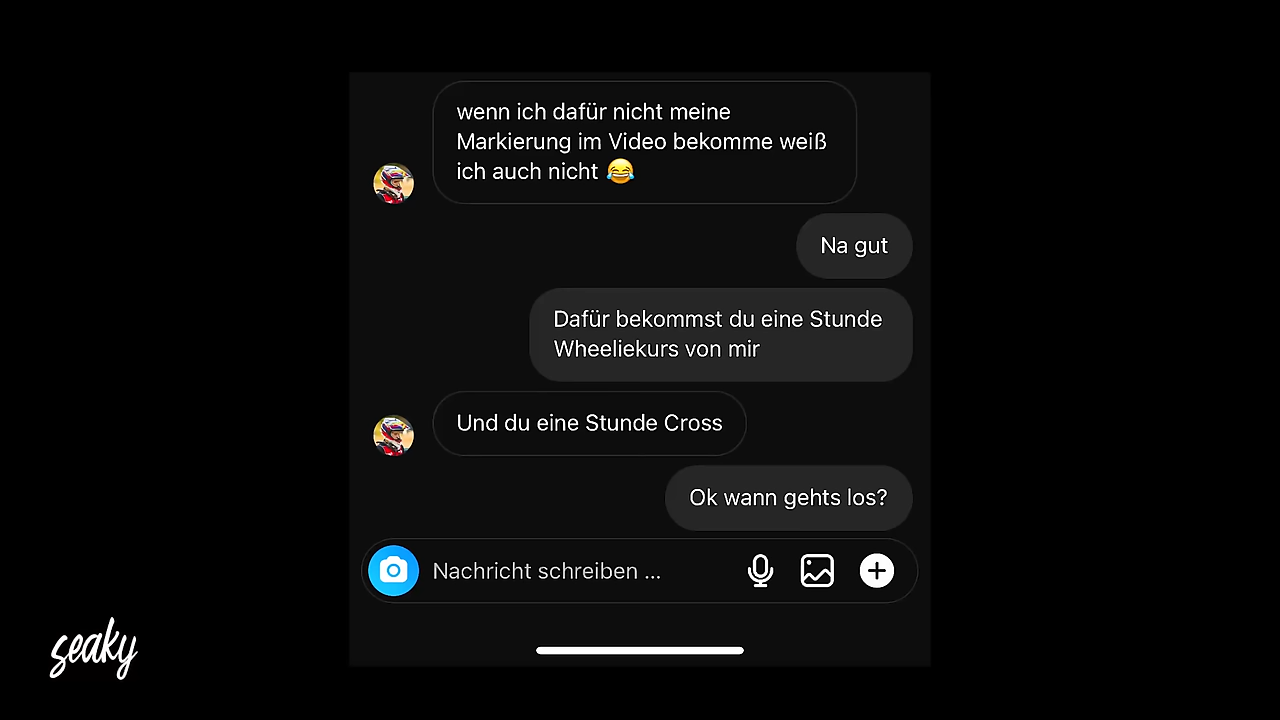 wenn ich dafür nicht meine
Markierung im Video bekomme weiß
ich auch nicht 😂
Na gut
Dafür bekommst du eine Stunde
Wheeliekurs von mir
Und du eine Stunde Cross
Ok wann gehts los?
Nachricht schreiben ...
seaky